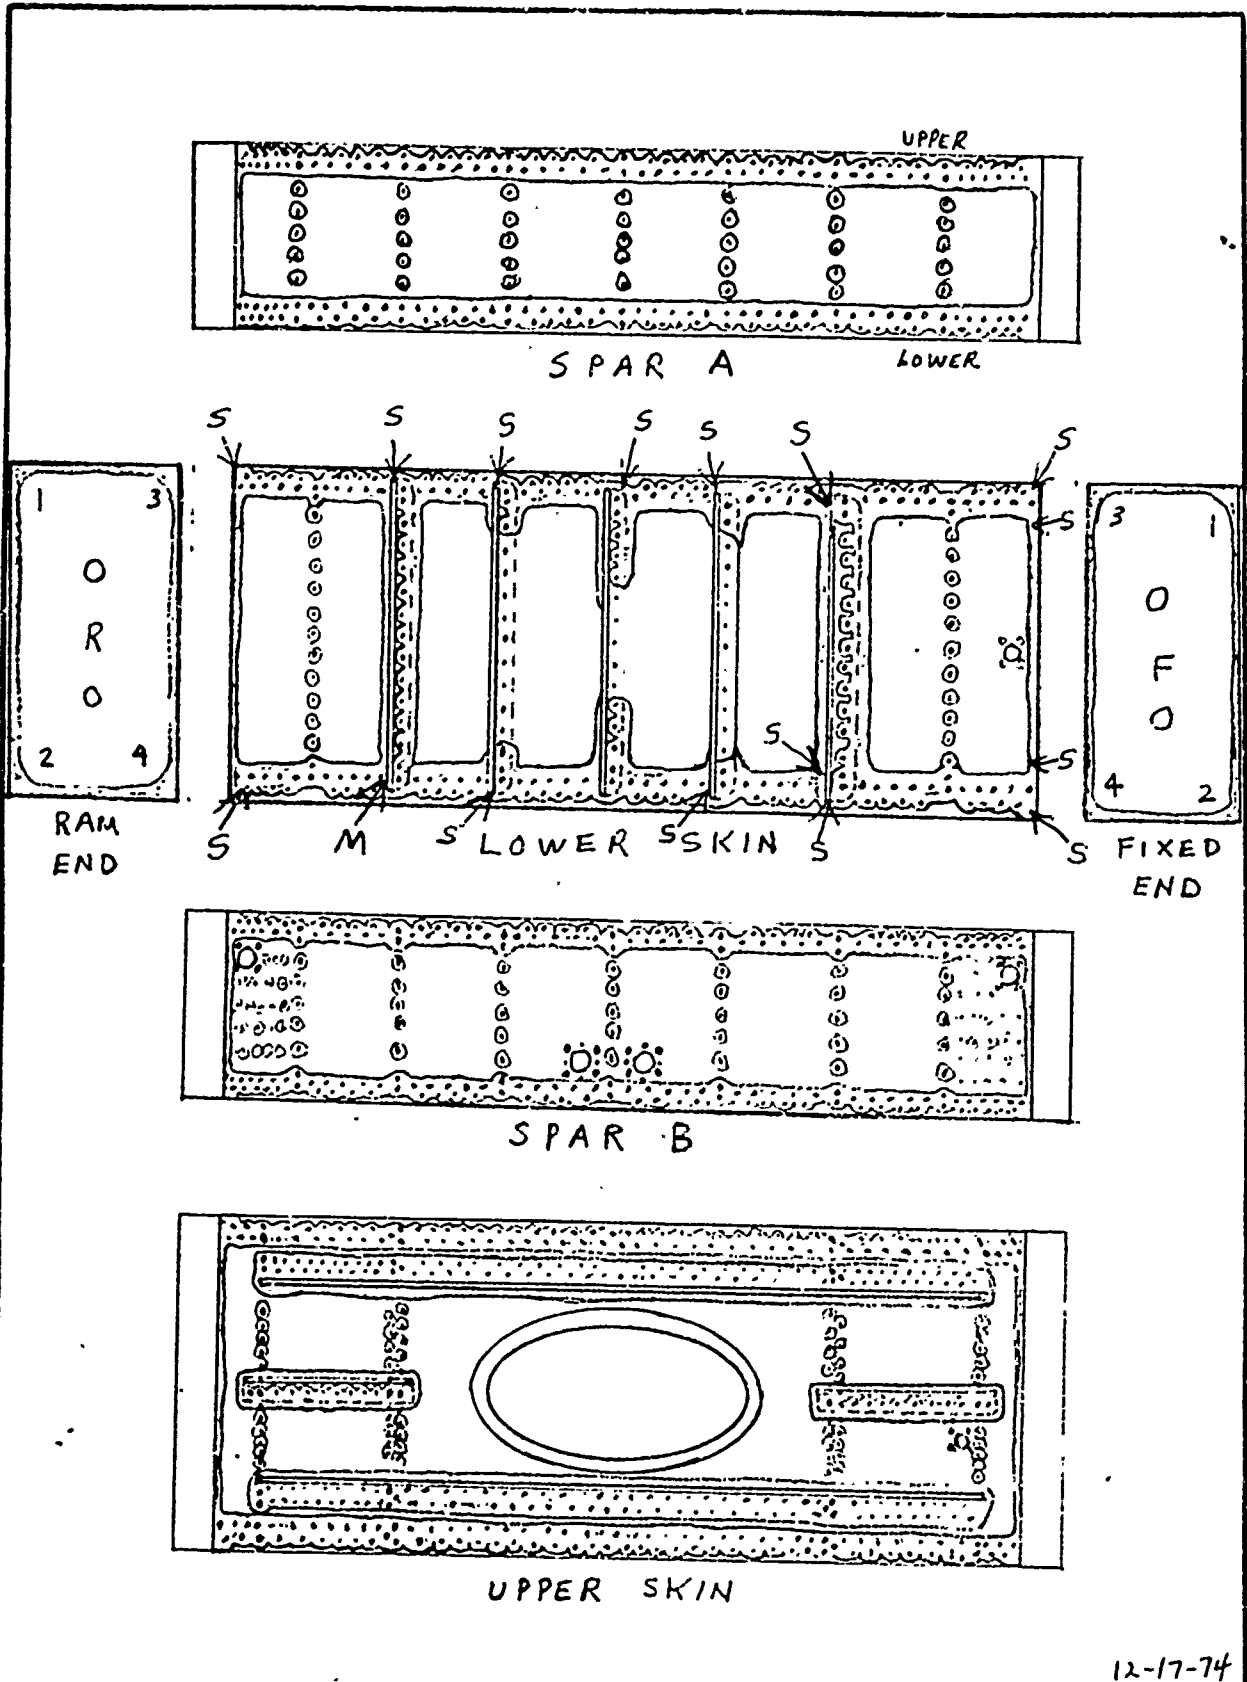 UPPER
SPAR A
LOWER
S S S S S S S
1 3
O
R
O
2 4
RAM
END
S
S
3 1
O
F
O
4 2
FIXED
END
S
S
S M S LOWER S SKIN S S
SPAR B
UPPER SKIN
12-17-74